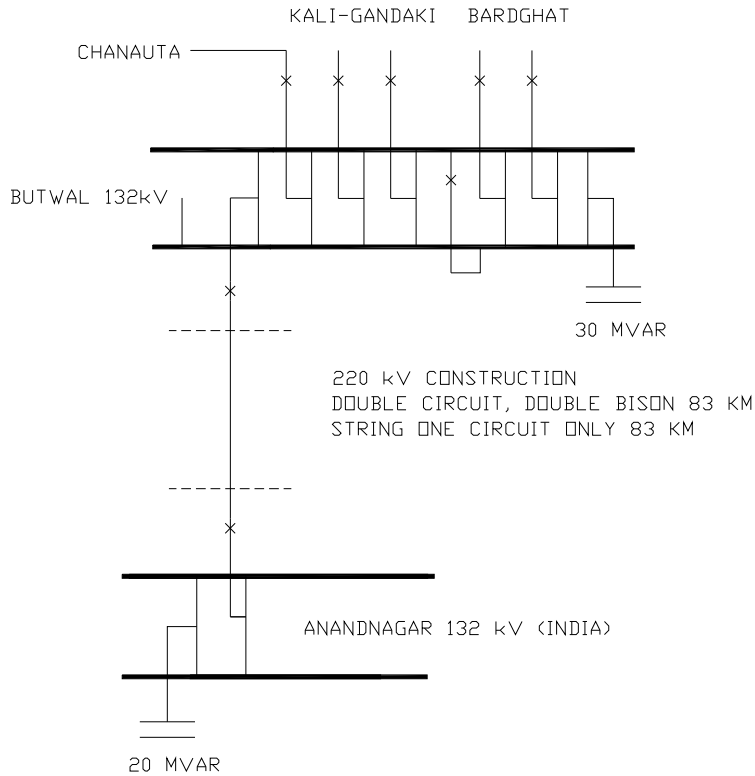 KALI-GANDAKI BARDGHAT
CHANAUTA
BUTWAL 132kV
30 MVAR
220 kV CONSTRUCTION
DOUBLE CIRCUIT, DOUBLE BISON 83 KM
STRING ONE CIRCUIT ONLY 83 KM
ANANDNAGAR 132 kV (INDIA)
20 MVAR